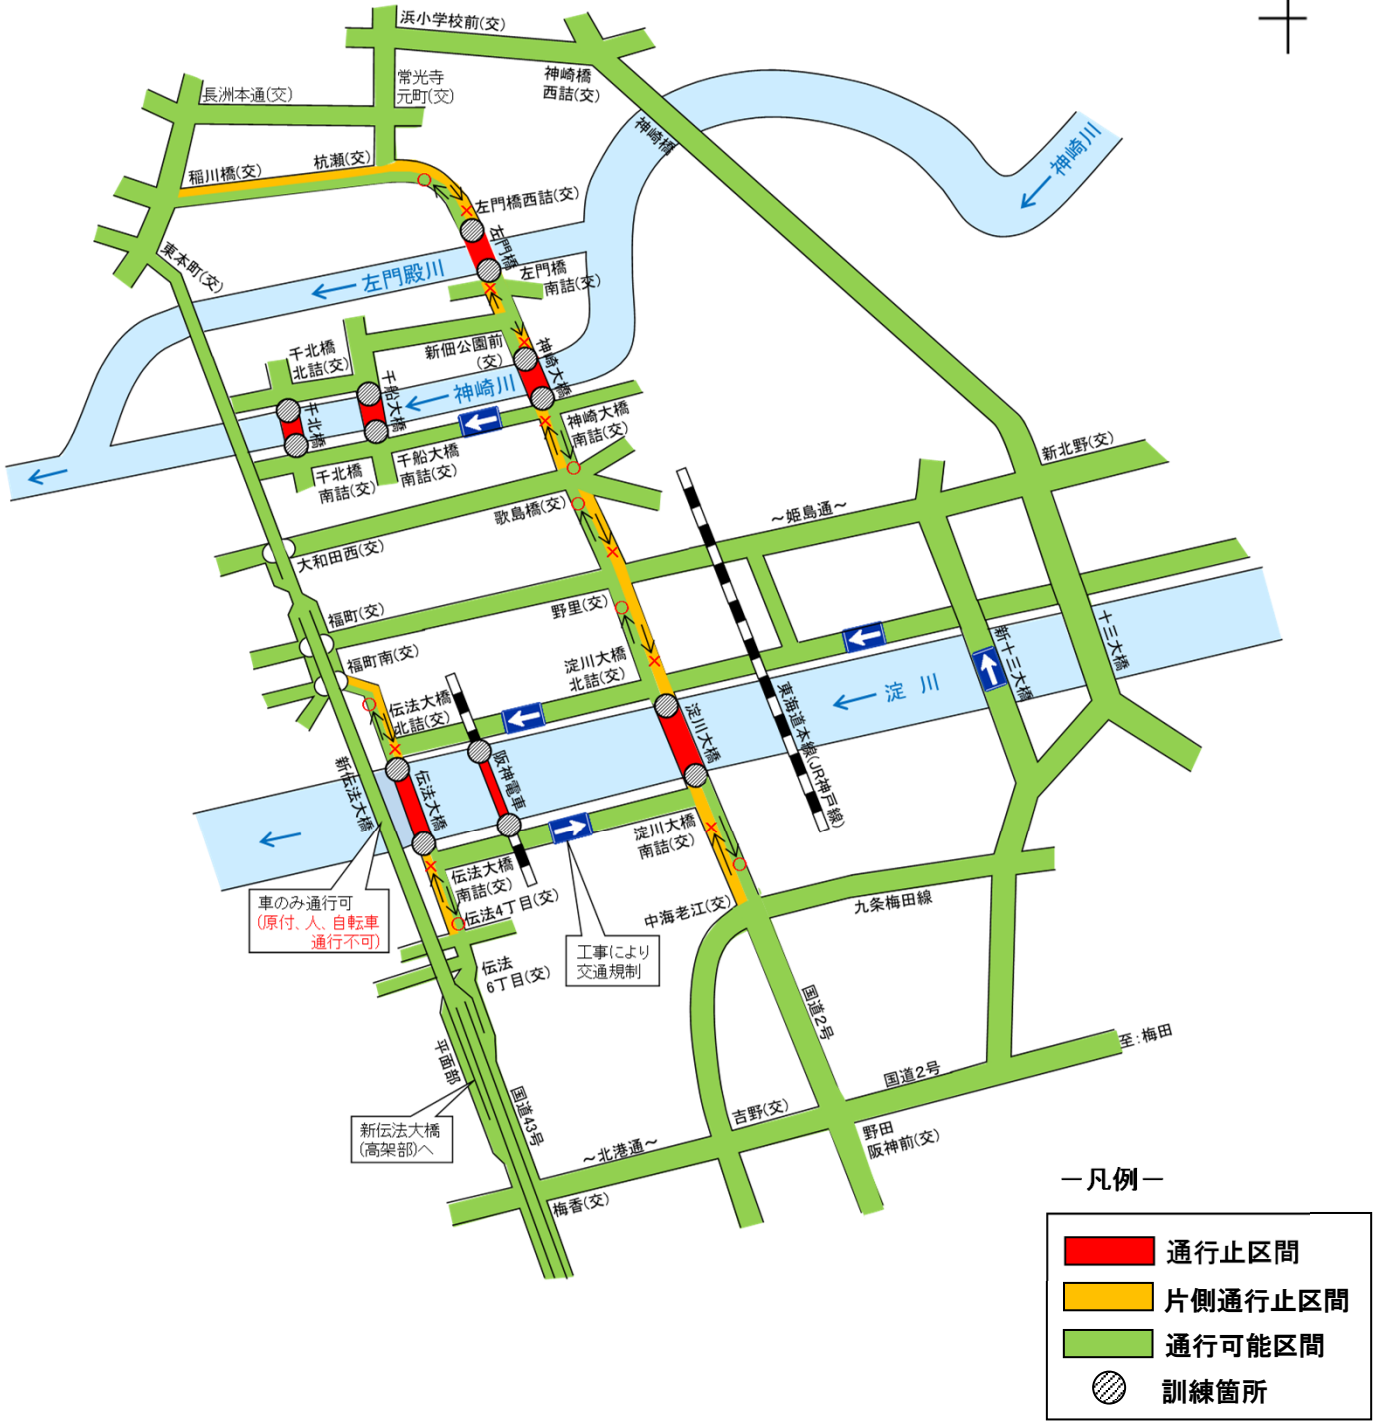 浜小学校前(交)
常光寺
元町(交)
神崎橋
西詰(交)
長洲本通(交)
神崎橋
神崎川
杭瀬(交)
稲川橋(交)
左門橋西詰(交)
左門橋
東本町(交)
左門殿川
左門橋
南詰(交)
千北橋
北詰(交)
新佃公園前
(交)
神崎大橋
神崎川
千船大橋
千北橋
神崎大橋
南詰(交)
千船大橋
南詰(交)
千北橋
南詰(交)
新北野(交)
歌島橋(交)
～姫島通～
大和田西(交)
福町(交)
野里(交)
福町南(交)
淀川大橋
北詰(交)
十三大橋
新十三大橋
伝法大橋
北詰(交)
淀川
淀川大橋
東海道本線(JR神戸線)
阪神電車
伝法大橋
新伝法大橋
淀川大橋
南詰(交)
伝法大橋
南詰(交)
車のみ通行可
(原付、人、自転車
通行不可)
伝法4丁目(交)
中海老江(交)
九条梅田線
工事により
交通規制
伝法
6丁目(交)
国道2号
平面部
至:梅田
国道2号
国道43号
新伝法大橋
(高架部)へ
吉野(交)
野田
阪神前(交)
～北港通～
梅香(交)
－凡例－
通行止区間
片側通行止区間
通行可能区間
訓練箇所